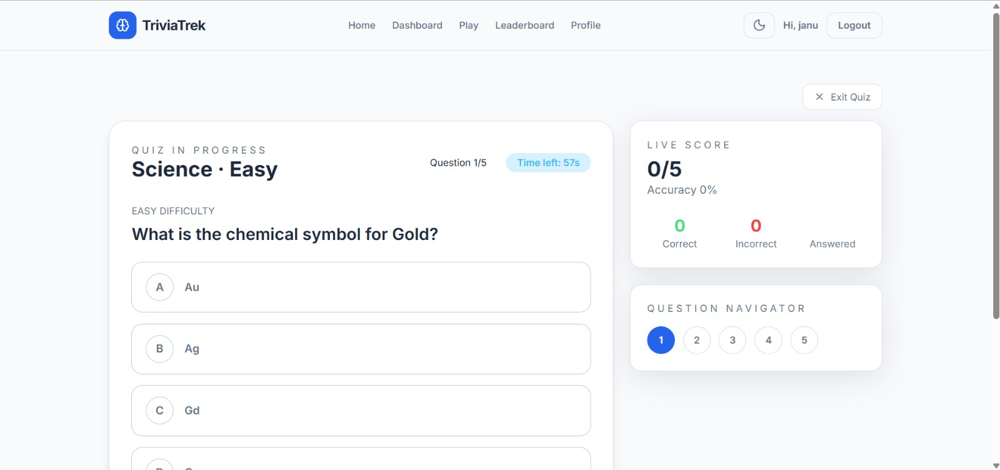 TriviaTrek
Home Dashboard Play Leaderboard Profile
Hi, janu
Logout
Exit Quiz
QUIZ IN PROGRESS
Science · Easy
Question 1/5
Time left: 57s
EASY DIFFICULTY
What is the chemical symbol for Gold?
A Au
B Ag
C Gd
LIVE SCORE
0/5
Accuracy 0%
0 0
Correct Incorrect Answered
QUESTION NAVIGATOR
1 2 3 4 5